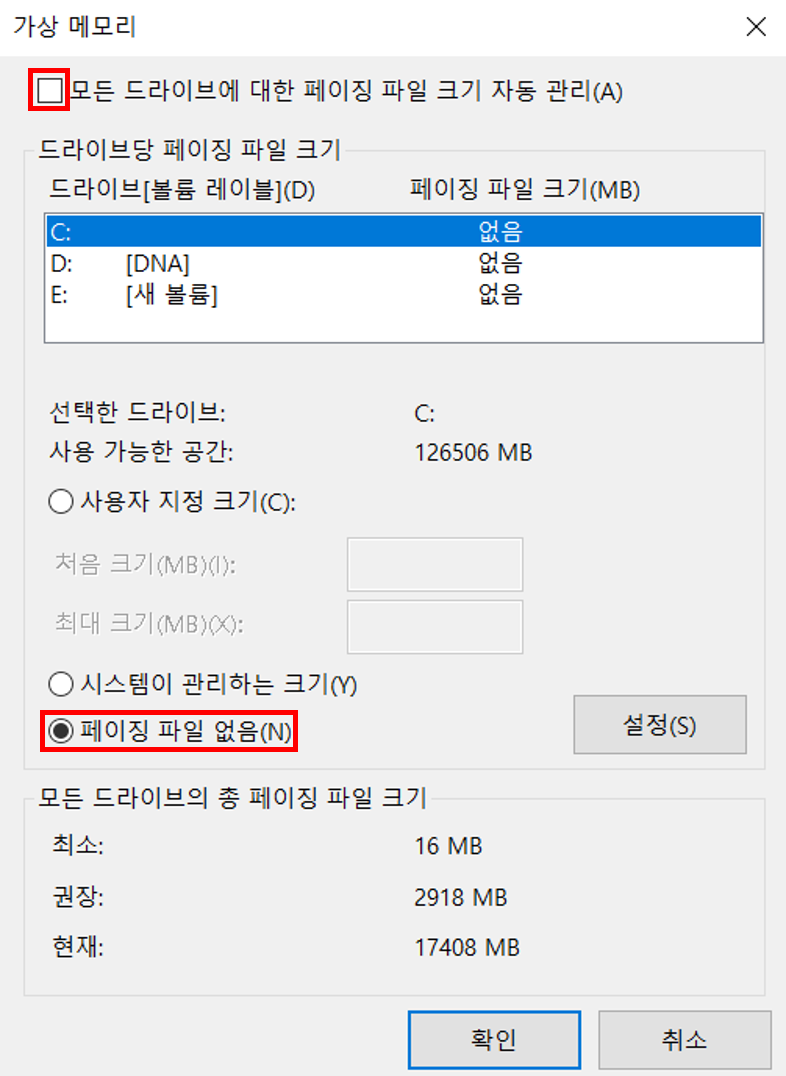 가상 메모리
모든 드라이브에 대한 페이징 파일 크기 자동 관리(A)
드라이브당 페이징 파일 크기
드라이브[볼륨 레이블](D) 페이징 파일 크기(MB)
C: 없음
D: [DNA] 없음
E: [새 볼륨] 없음
선택한 드라이브: C:
사용 가능한 공간: 126506 MB
사용자 지정 크기(C):
처음 크기(MB)(I):
최대 크기(MB)(X):
시스템이 관리하는 크기(Y)
페이징 파일 없음(N)
설정(S)
모든 드라이브의 총 페이징 파일 크기
최소: 16 MB
권장: 2918 MB
현재: 17408 MB
확인 취소